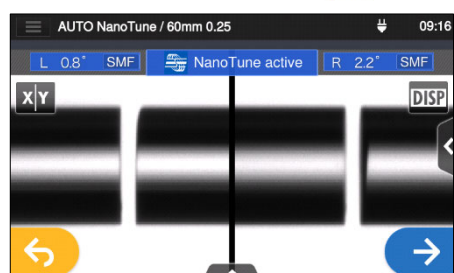 AUTO NanoTune / 60mm 0.25 09:16
L 0.8° SMF NanoTune active R 2.2° SMF
X Y DISP